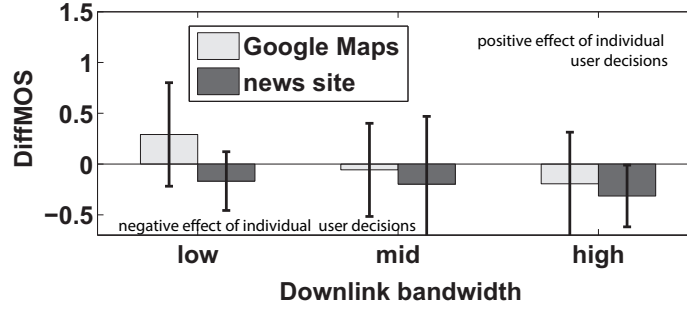 1.5
1
0.5
0
−0.5
DiffMOS
Google Maps
news site
positive effect of individual
user decisions
negative effect of individual user decisions
low mid high
Downlink bandwidth